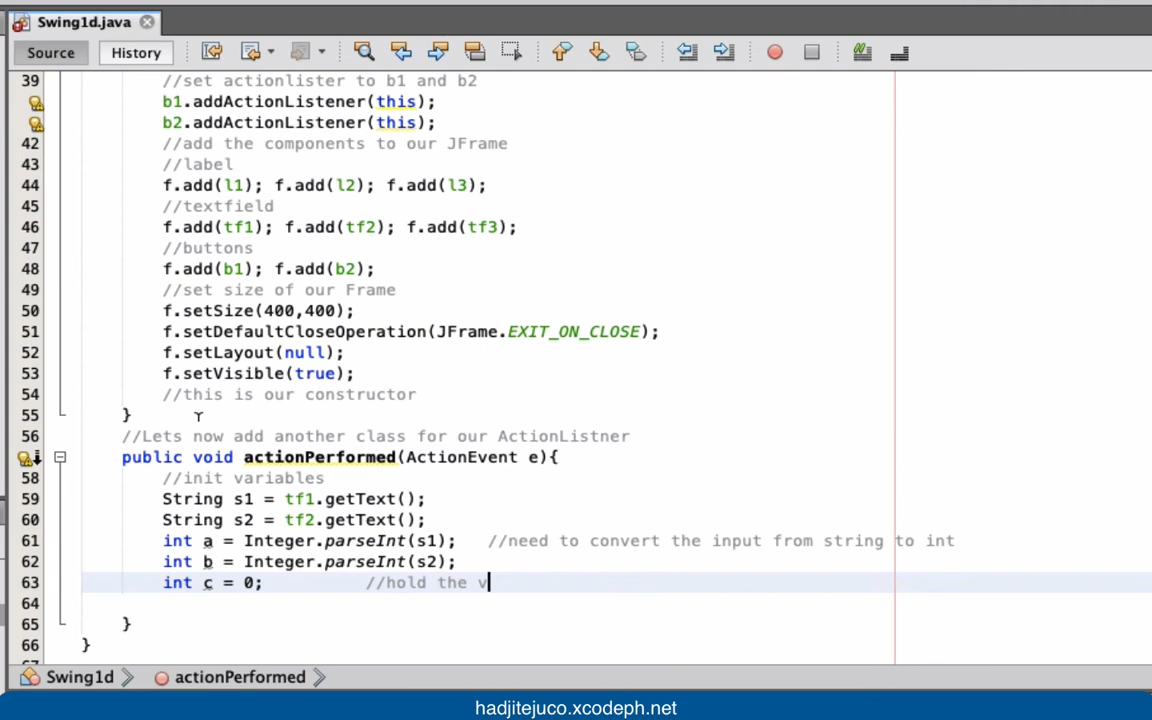 Swing1d.java
Source History
39 //set actionlister to b1 and b2
b1.addActionListener(this);
b2.addActionListener(this);
42 //add the components to our JFrame
43 //label
44 f.add(l1); f.add(l2); f.add(l3);
45 //textfield
46 f.add(tf1); f.add(tf2); f.add(tf3);
47 //buttons
48 f.add(b1); f.add(b2);
49 //set size of our Frame
50 f.setSize(400,400);
51 f.setDefaultCloseOperation(JFrame.EXIT_ON_CLOSE);
52 f.setLayout(null);
53 f.setVisible(true);
54 //this is our constructor
55 }
56 //Lets now add another class for our ActionListner
public void actionPerformed(ActionEvent e){
58 //init variables
59 String s1 = tf1.getText();
60 String s2 = tf2.getText();
61 int a = Integer.parseInt(s1); //need to convert the input from string to int
62 int b = Integer.parseInt(s2);
63 int c = 0; //hold the v
64
65 }
66 }
Swing1d actionPerformed
hadjitejuco.xcodeph.net